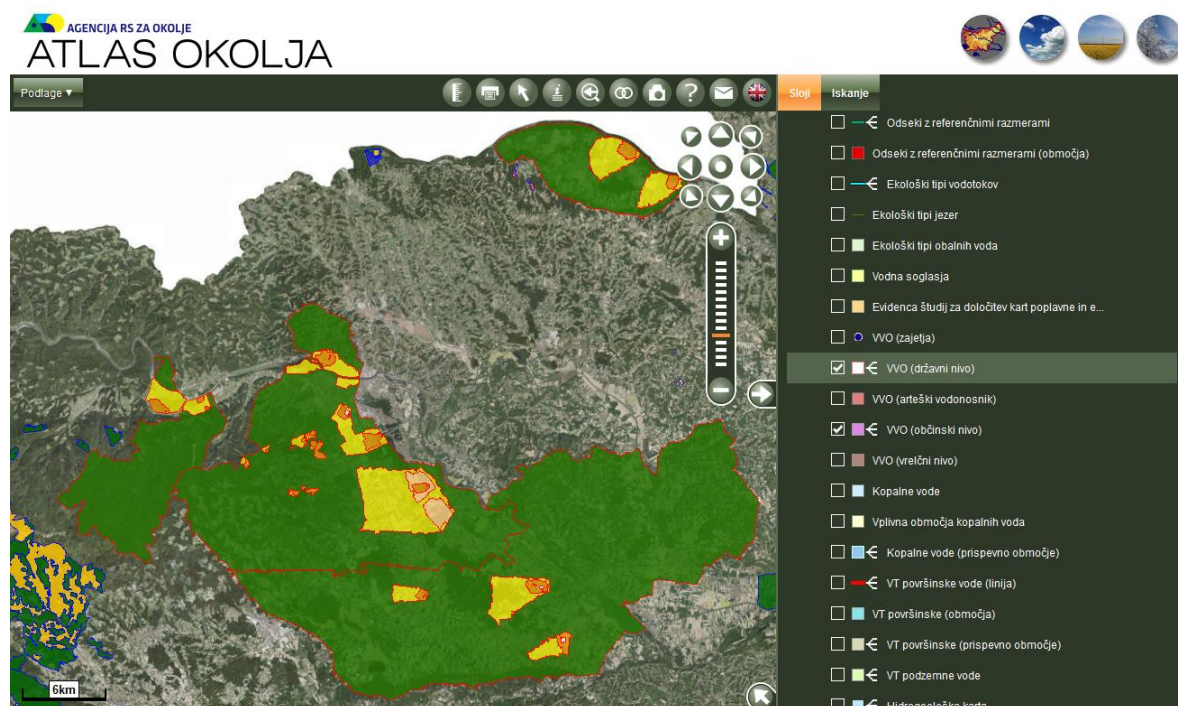 AGENCIJA RS ZA OKOLJE
ATLAS OKOLJA
Podlage ▼
Sloji
Iskanje
Odseki z referenčnimi razmerami
Odseki z referenčnimi razmerami (območja)
Ekološki tipi vodotokov
Ekološki tipi jezer
Ekološki tipi obalnih voda
Vodna soglasja
Evidenca študij za določitev kart poplavne in e...
VVO (zajetja)
VVO (državni nivo)
VVO (arteški vodonosnik)
VVO (občinski nivo)
VVO (vrelčni nivo)
Kopalne vode
Vplivna območja kopalnih voda
Kopalne vode (prispevno območje)
VT površinske vode (linija)
VT površinske (območja)
VT površinske (prispevno območje)
VT podzemne vode
Hidrogeološka karta
6km